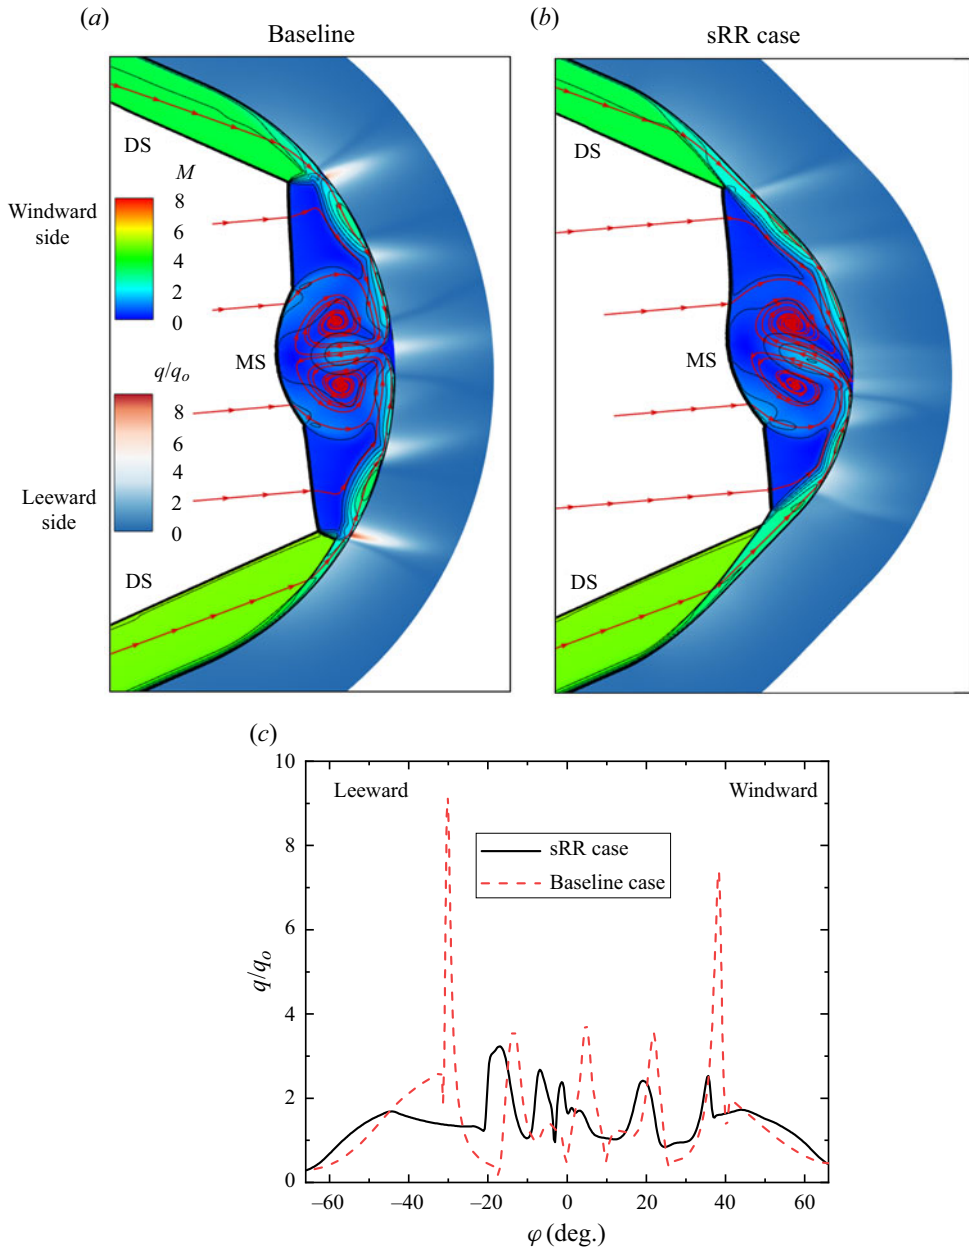 (a)
Baseline
DS
M
8
6
4
2
0
Windward
side
MS
q/qo
8
6
4
2
0
Leeward
side
DS
(b)
sRR case
DS
MS
DS
(c)
10
8
6
4
2
0
q/qo
Leeward
Windward
sRR case
Baseline case
–60
–40
–20
0
20
40
60
φ (deg.)